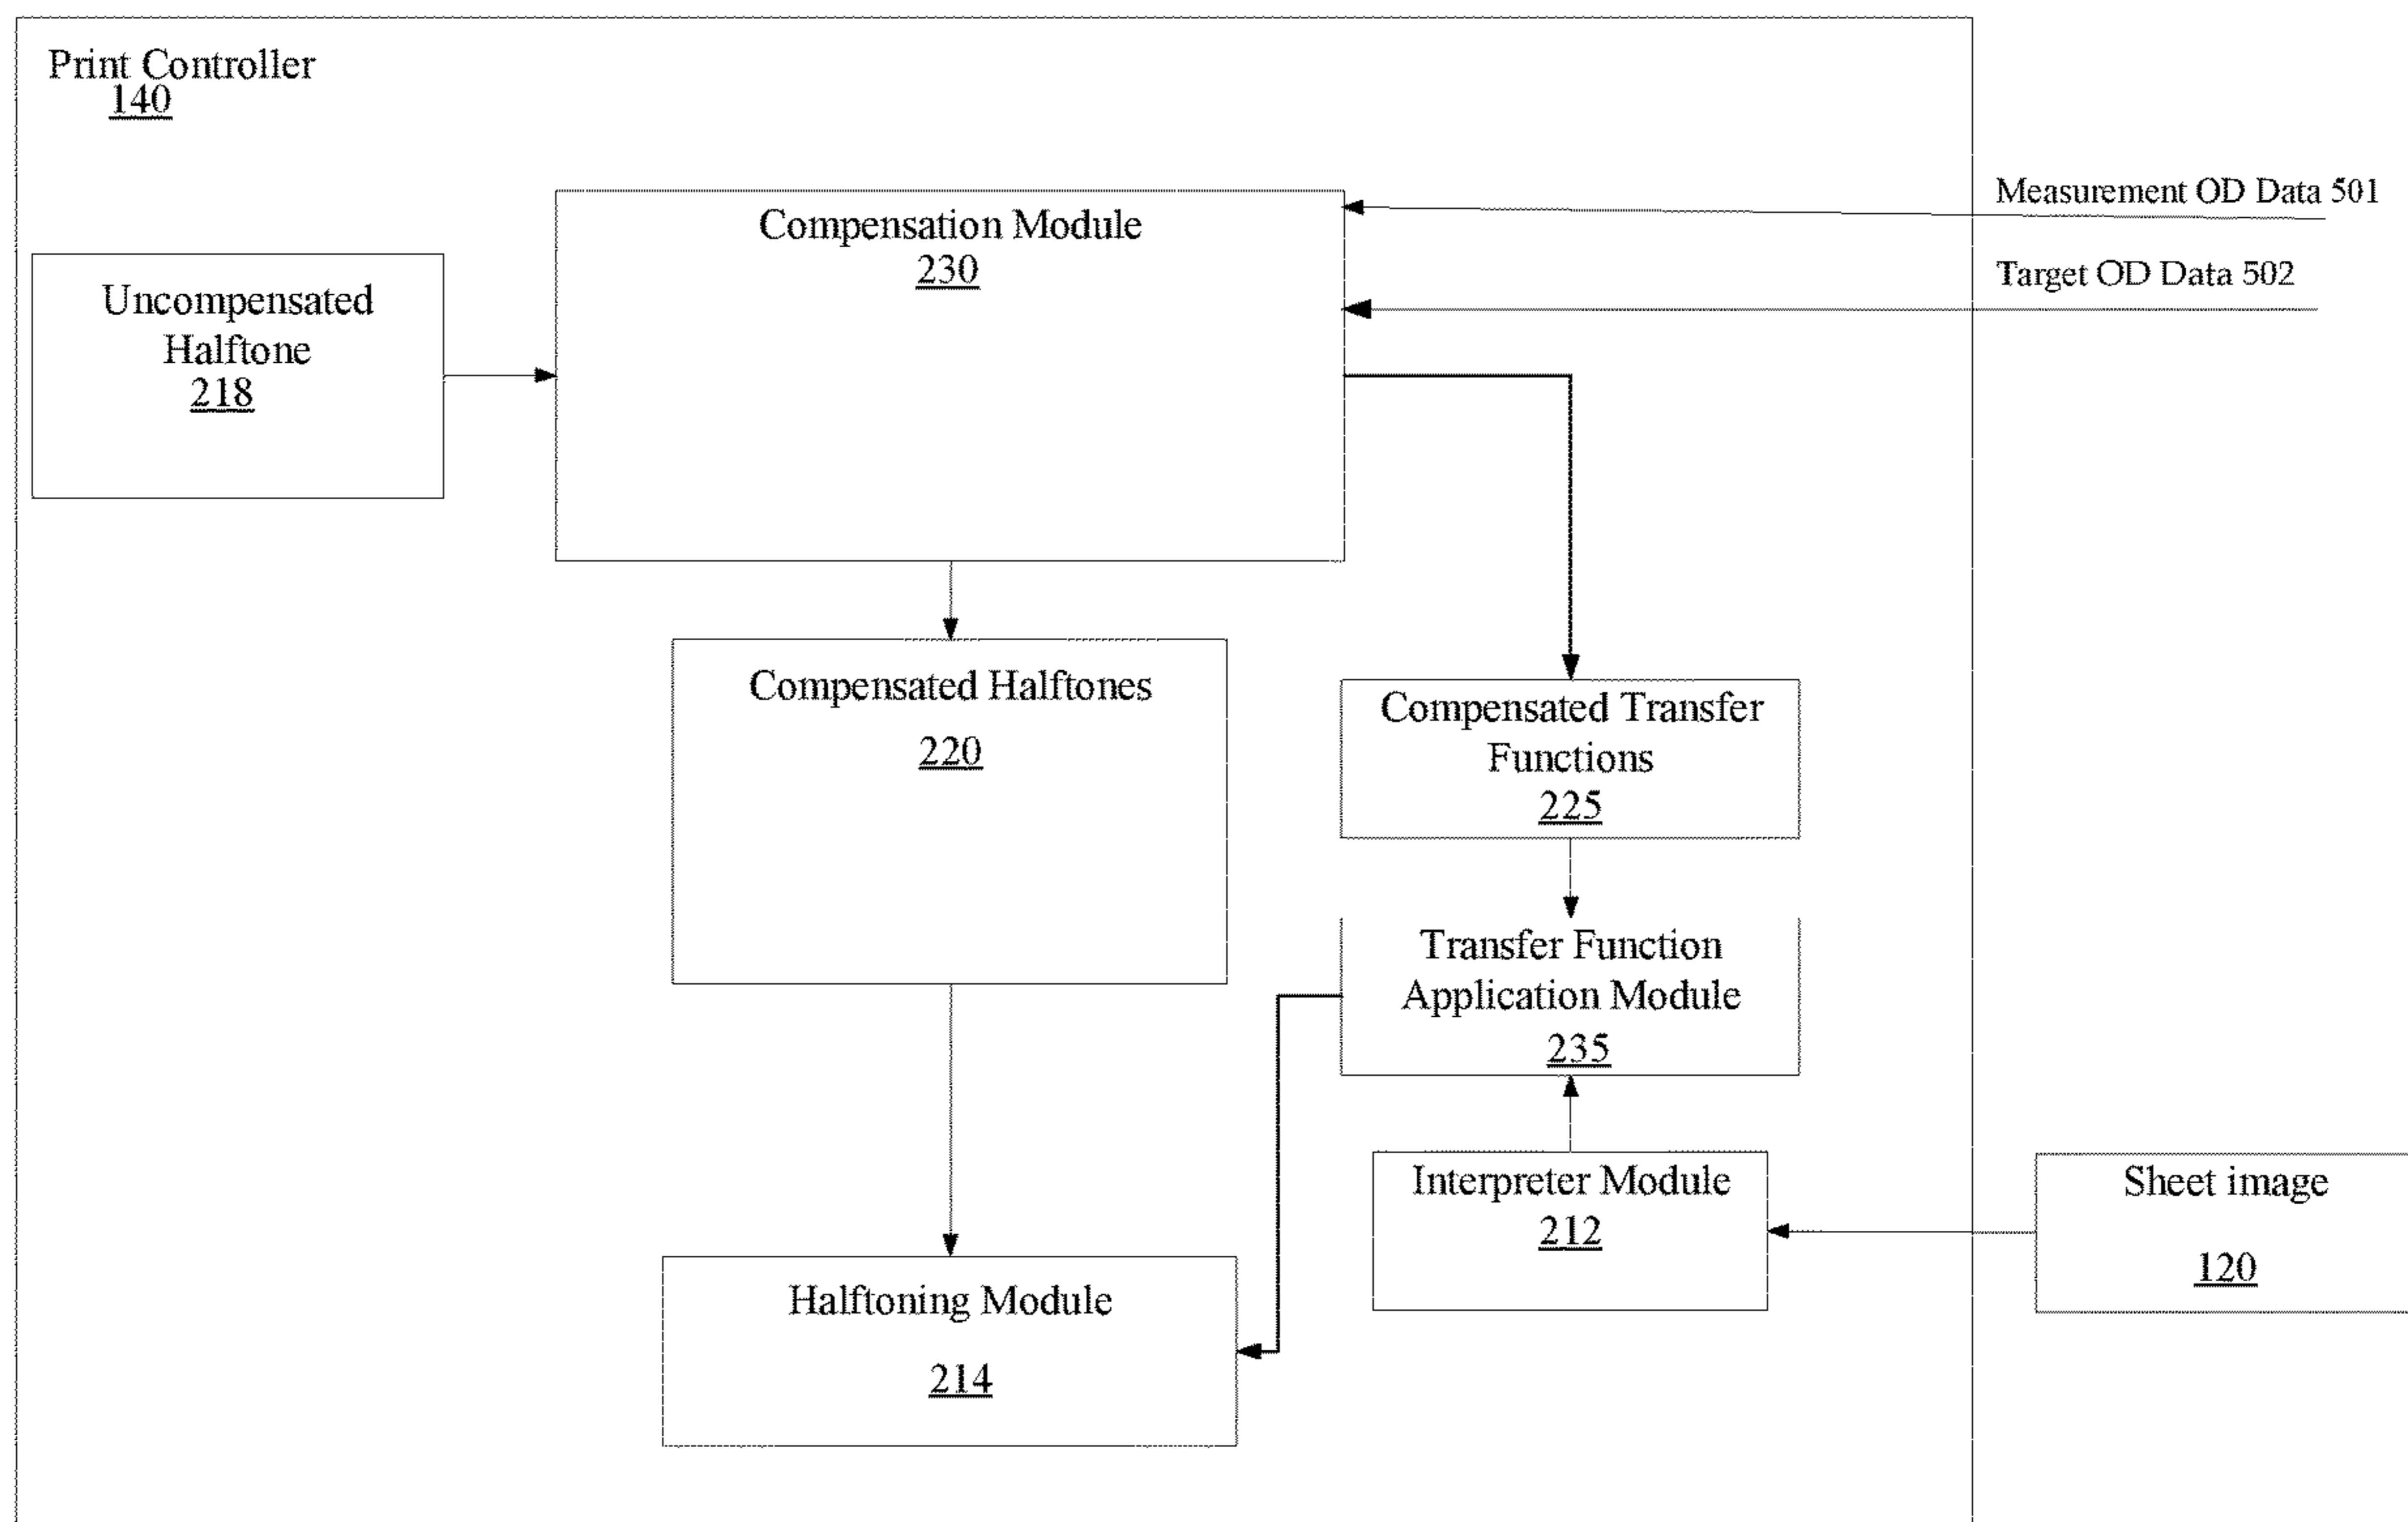 Print Controller
140
Measurement OD Data 501
Target OD Data 502
Compensation Module
230
Uncompensated
Halftone
218
Compensated Halftones
220
Compensated Transfer
Functions
225
Transfer Function
Application Module
235
Interpreter Module
212
Sheet image
120
Halftoning Module
214